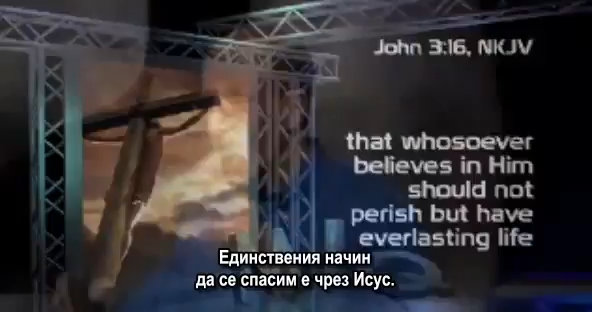 John 3:16, NKJV
that whosoever
believes in Him
should not
perish but have
everlasting life
Единствения начин
да се спасим е чрез Исус.